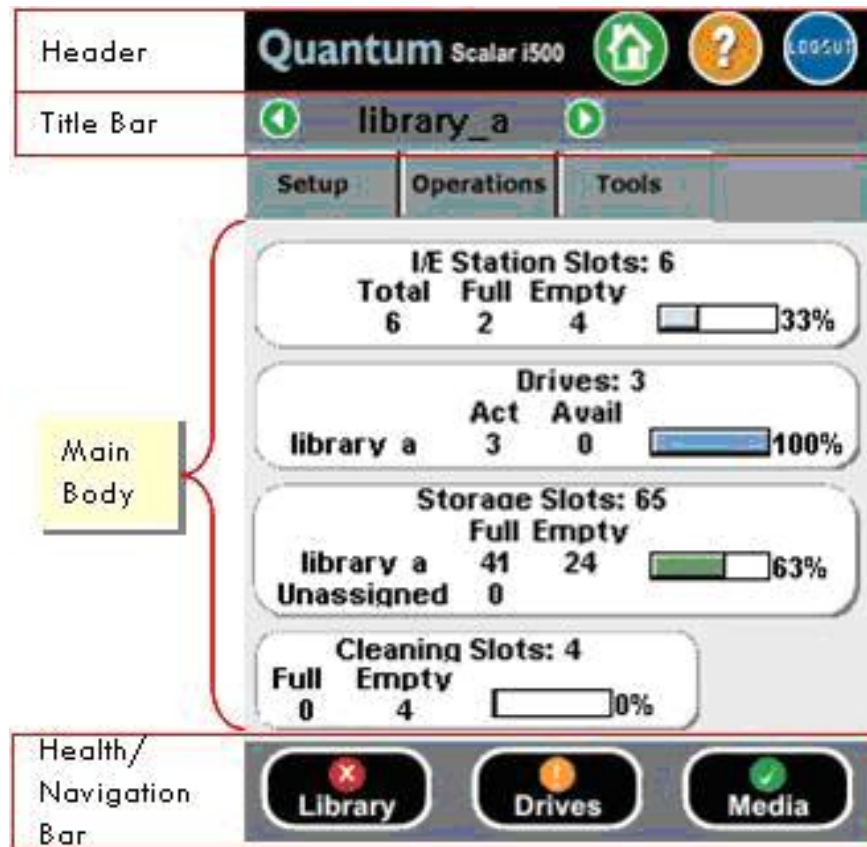 Header
Quantum Scalar i500
?
LOGOUT
Title Bar
library_a
Setup Operations Tools
Main
Body
I/E Station Slots: 6
Total Full Empty
6 2 4 33%
Drives: 3
Act Avail
library_a 3 0 100%
Storage Slots: 65
Full Empty
library_a 41 24 63%
Unassigned 0
Cleaning Slots: 4
Full Empty
0 4 0%
Health/
Navigation
Bar
Library ! Drives Media